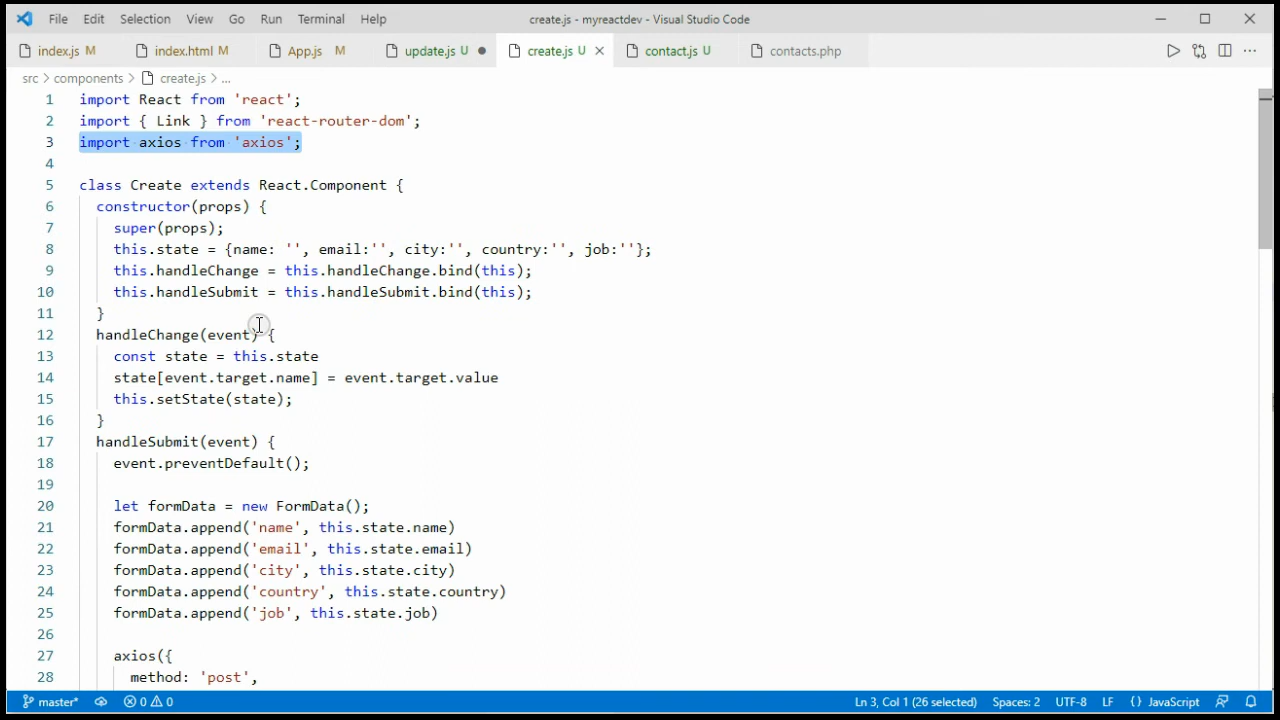 File Edit Selection View Go Run Terminal Help create.js - myreactdev - Visual Studio Code
index.js M index.html M App.js M update.js U create.js U contact.js U contacts.php
src > components > create.js > ...
1 import React from 'react';
2 import { Link } from 'react-router-dom';
3 import axios from 'axios';
4
5 class Create extends React.Component {
6 constructor(props) {
7 super(props);
8 this.state = {name: '', email:'', city:'', country:'', job:''};
9 this.handleChange = this.handleChange.bind(this);
10 this.handleSubmit = this.handleSubmit.bind(this);
11 }
12 handleChange(event) {
13 const state = this.state
14 state[event.target.name] = event.target.value
15 this.setState(state);
16 }
17 handleSubmit(event) {
18 event.preventDefault();
19
20 let formData = new FormData();
21 formData.append('name', this.state.name)
22 formData.append('email', this.state.email)
23 formData.append('city', this.state.city)
24 formData.append('country', this.state.country)
25 formData.append('job', this.state.job)
26
27 axios({
28 method: 'post',
master* 0 0 Ln 3, Col 1 (26 selected) Spaces: 2 UTF-8 LF {} JavaScript